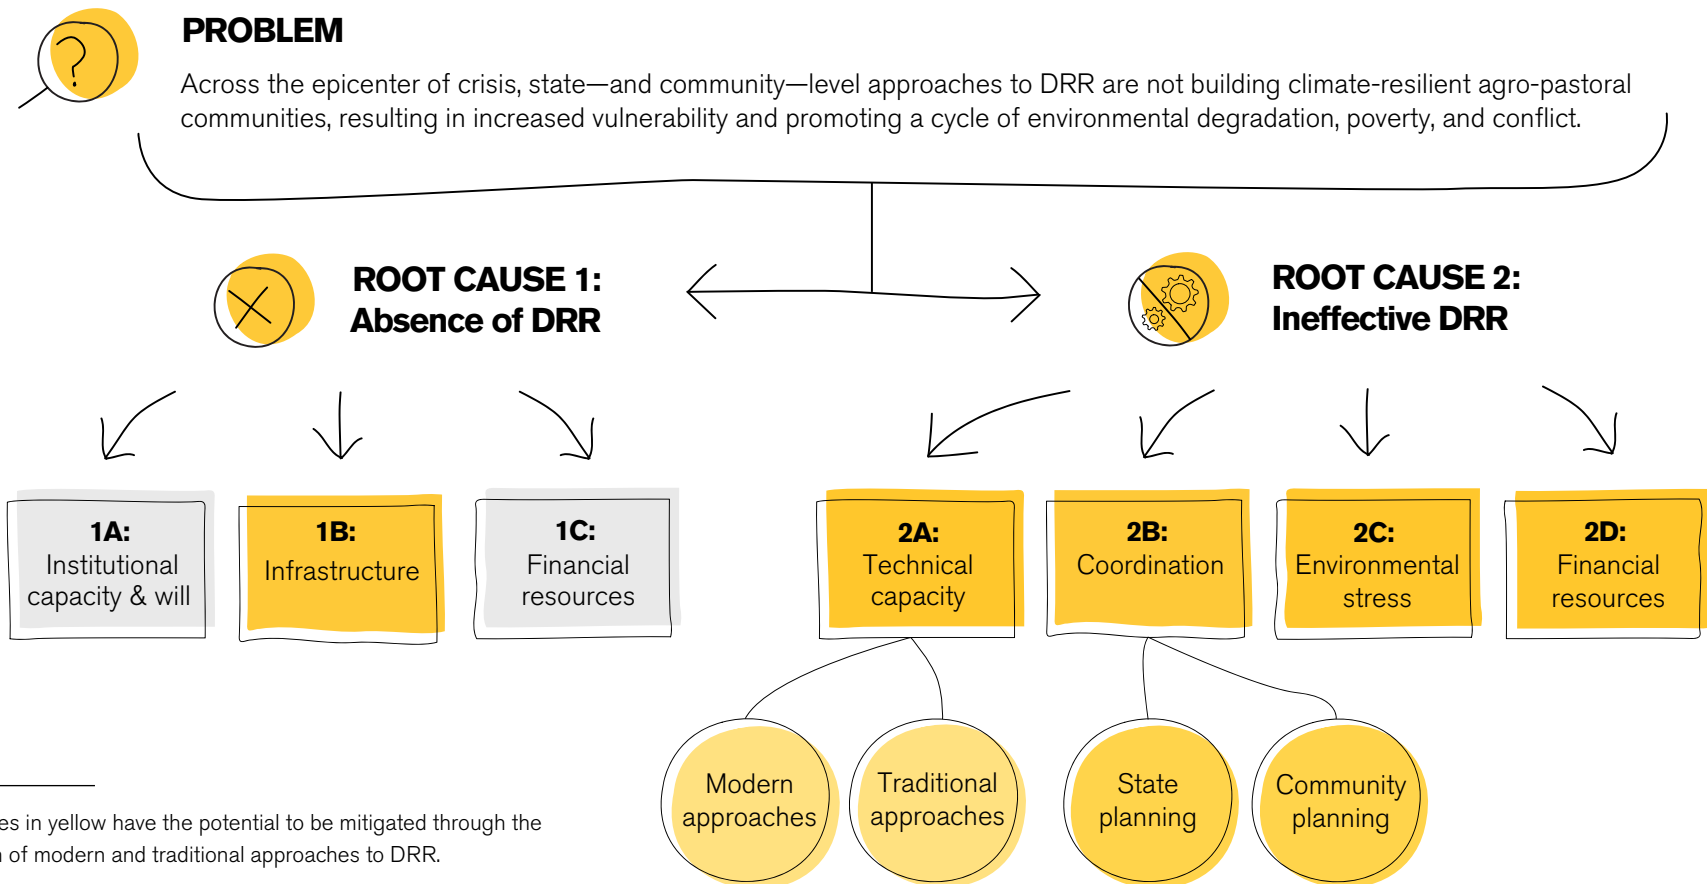 ?
PROBLEM
Across the epicenter of crisis, state—and community—level approaches to DRR are not building climate-resilient agro-pastoral
communities, resulting in increased vulnerability and promoting a cycle of environmental degradation, poverty, and conflict.
ROOT CAUSE 1:
Absence of DRR
ROOT CAUSE 2:
Ineffective DRR
1A:
Institutional
capacity & will
1B:
Infrastructure
1C:
Financial
resources
2A:
Technical
capacity
2B:
Coordination
2C:
Environmental
stress
2D:
Financial
resources
Modern
approaches
Traditional
approaches
State
planning
Community
planning
es in yellow have the potential to be mitigated through the
of modern and traditional approaches to DRR.